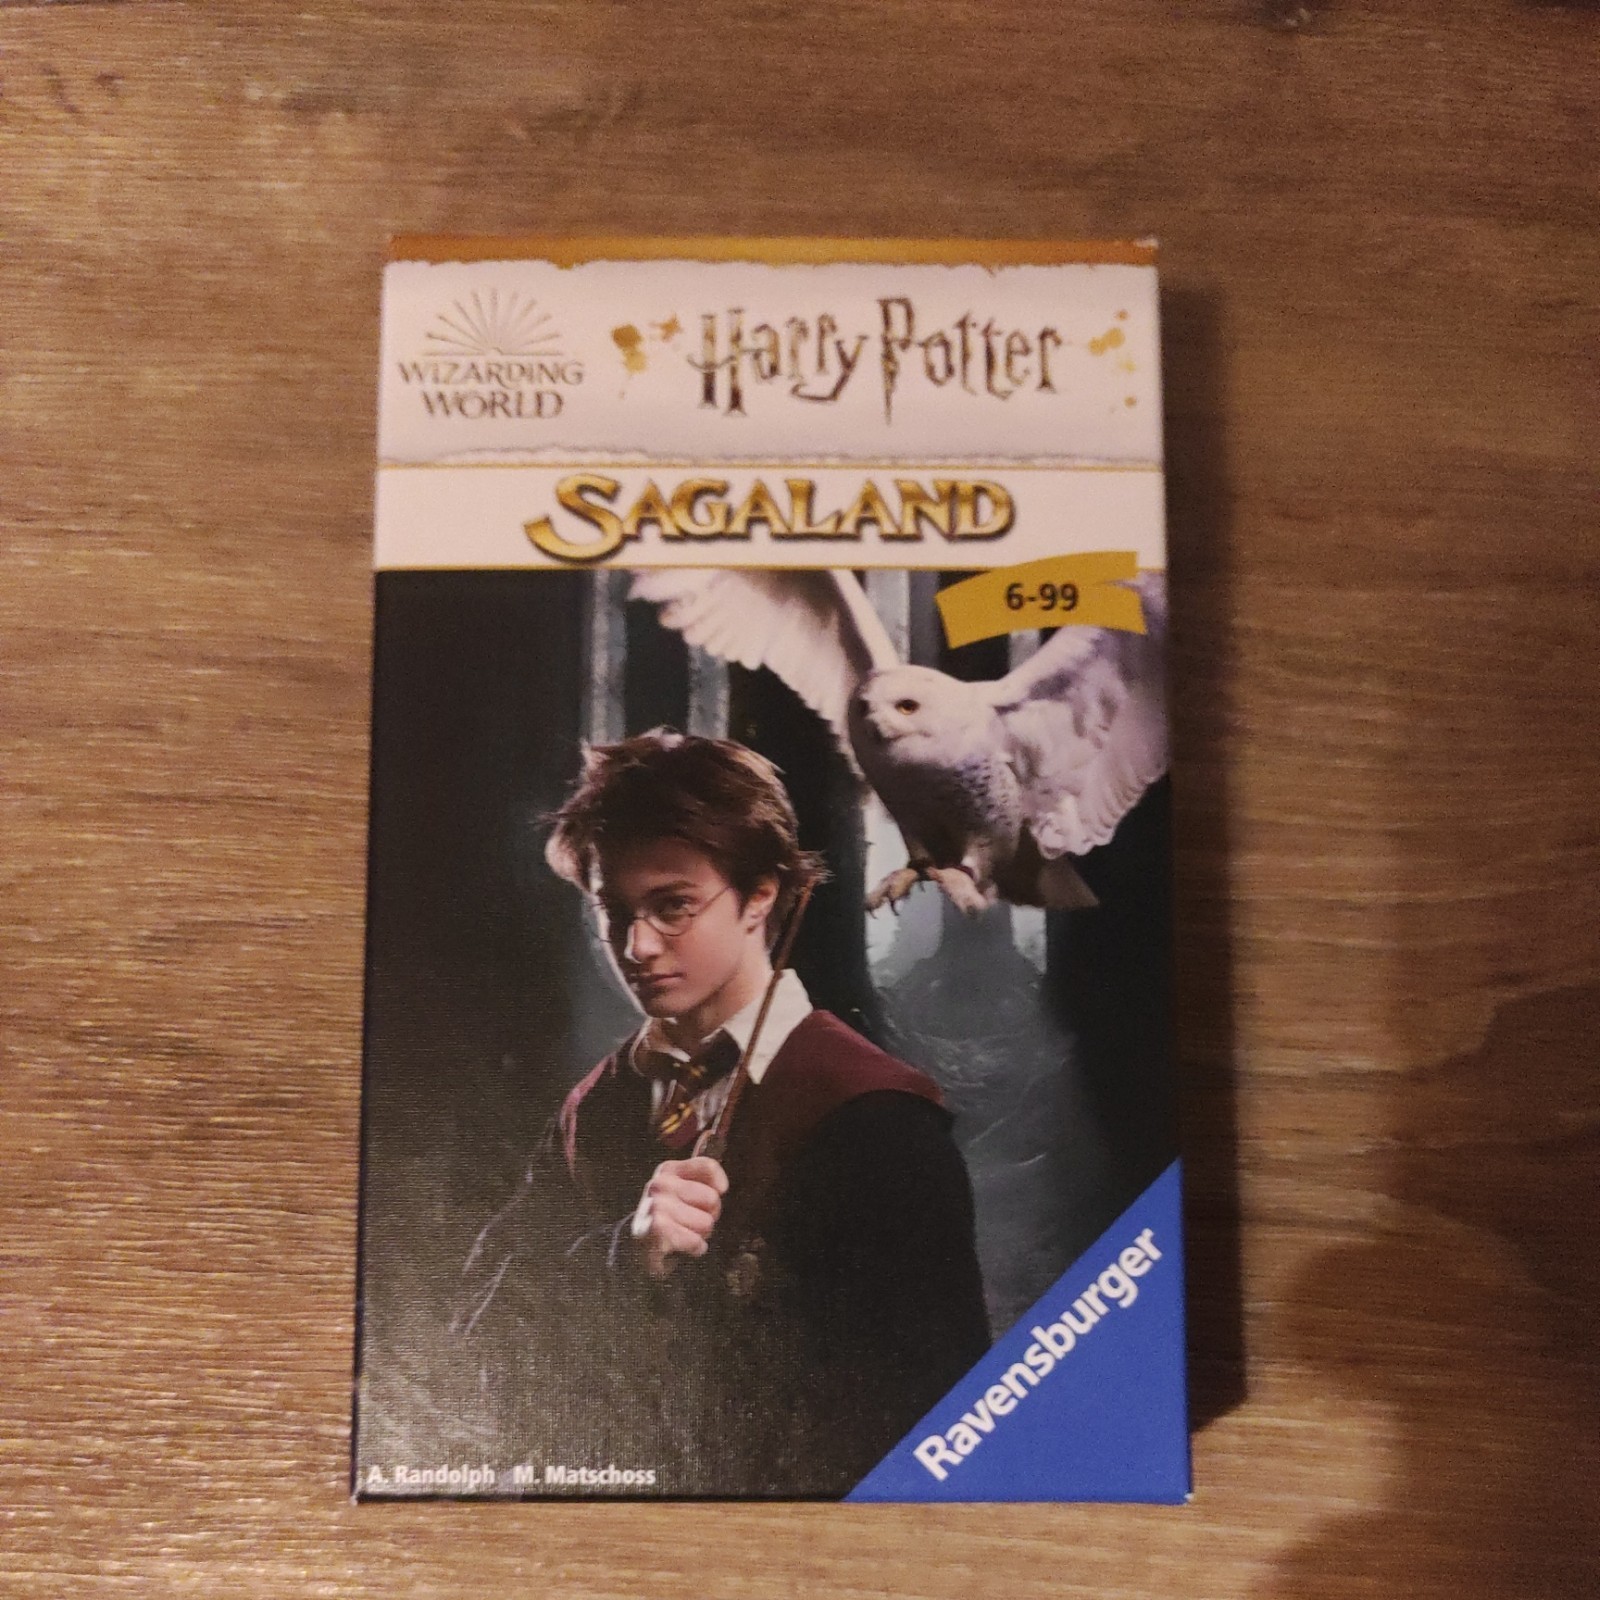 WIZARDING
WORLD
Harry Potter
SAGALAND
6-99
Ravensburger
A. Randolph M. Matschoss